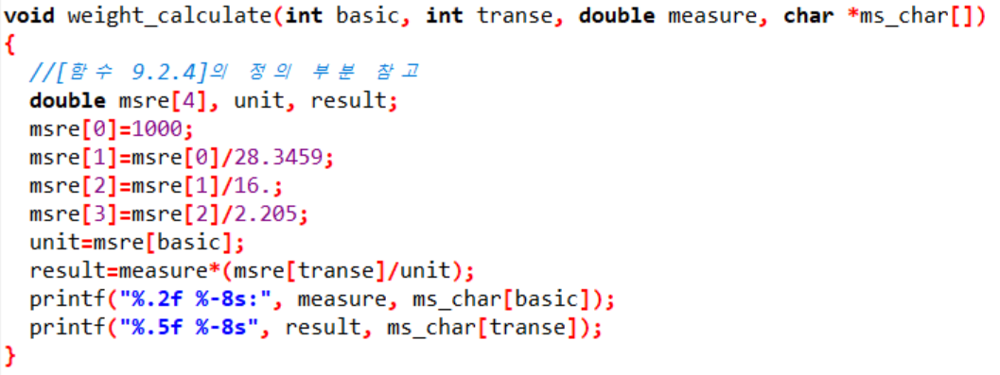 void weight_calculate(int basic, int transe, double measure, char *ms_char[])
{
//[함수 9.2.4]의 정의 부분 참고
double msre[4], unit, result;
msre[0]=1000;
msre[1]=msre[0]/28.3459;
msre[2]=msre[1]/16.;
msre[3]=msre[2]/2.205;
unit=msre[basic];
result=measure*(msre[transe]/unit);
printf("%.2f %-8s:", measure, ms_char[basic]);
printf("%.5f %-8s", result, ms_char[transe]);
}